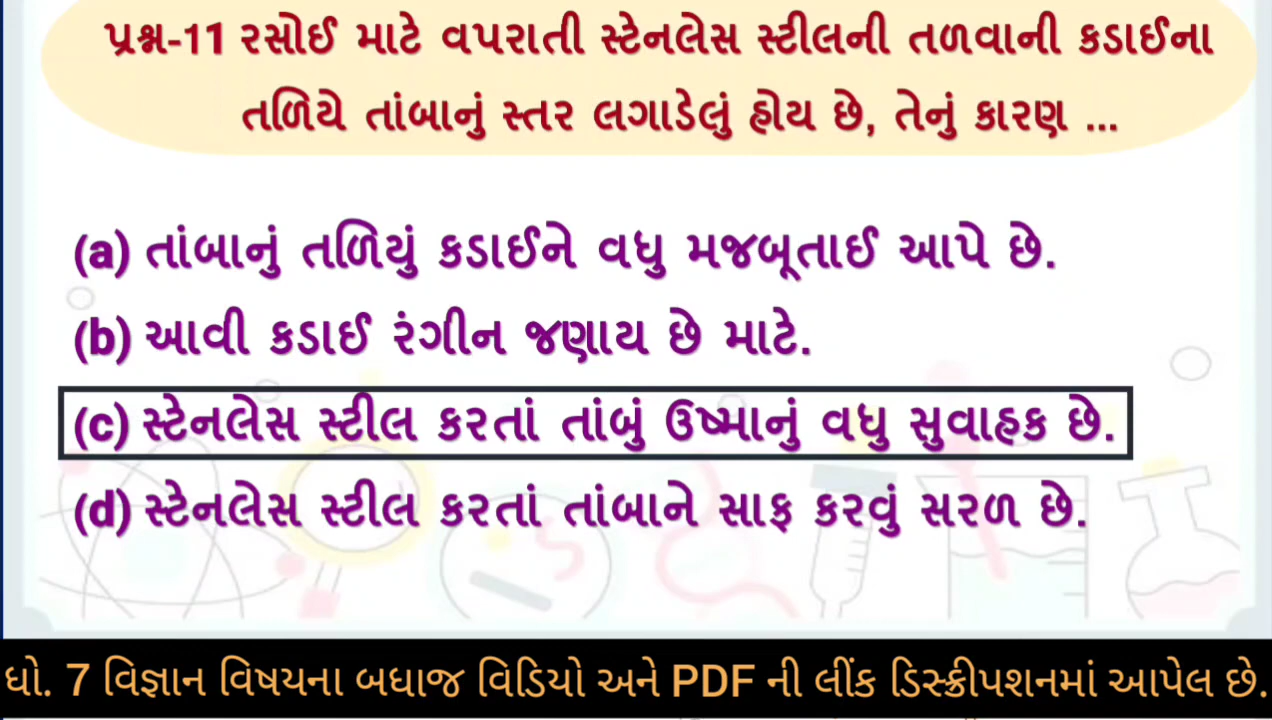 પ્રશ્ન-11 રસોઈ માટે વપરાતી સ્ટેનલેસ સ્ટીલની તળવાની કડાઈના
તળિયે તાંબાનું સ્તર લગાડેલું હોય છે, તેનું કારણ ...
(a) તાંબાનું તળિયું કડાઈને વધુ મજબૂતાઈ આપે છે.
(b) આવી કડાઈ રંગીન જણાય છે માટે.
(c) સ્ટેનલેસ સ્ટીલ કરતાં તાંબું ઉષ્માનું વધુ સુવાહક છે.
(d) સ્ટેનલેસ સ્ટીલ કરતાં તાંબાને સાફ કરવું સરળ છે.
ધો. 7 વિજ્ઞાન વિષયના બધાજ વિડિયો અને PDF ની લીંક ડિસ્ક્રીપશનમાં આપેલ છે.